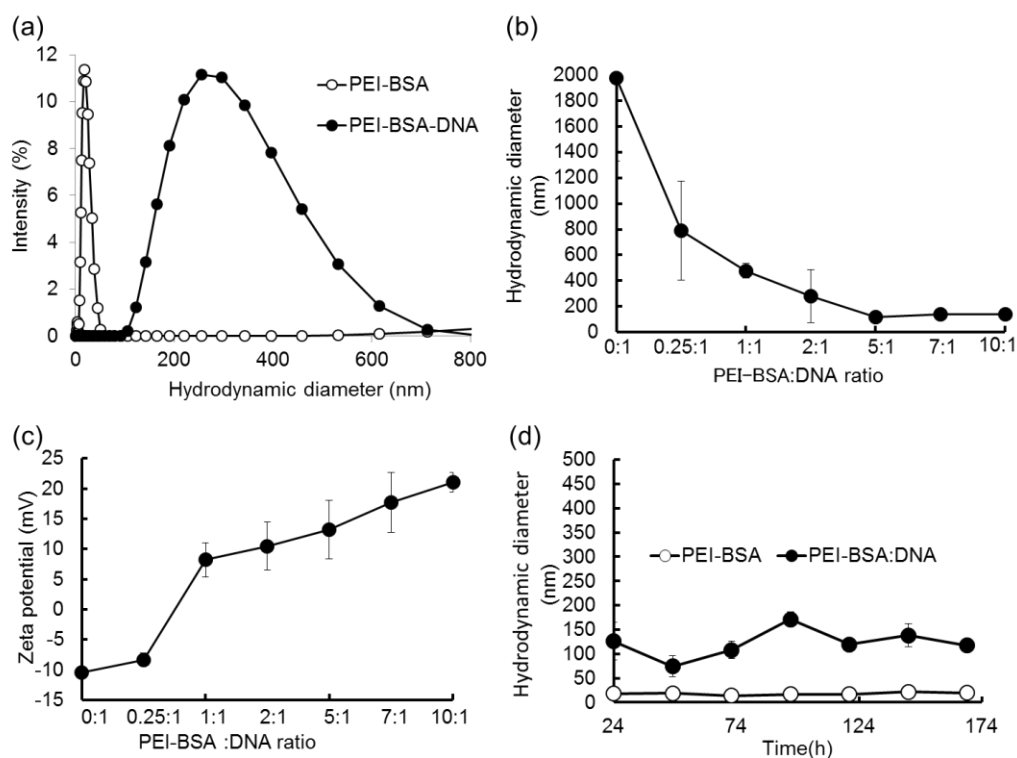 (a)
12
10
8
6
4
2
0
Intensity (%)
PEI-BSA
PEI-BSA-DNA
0 200 400 600 800
Hydrodynamic diameter (nm)
(b)
2000
1800
1600
1400
1200
1000
800
600
400
200
0
Hydrodynamic diameter
(nm)
0:1 0.25:1 1:1 2:1 5:1 7:1 10:1
PEI-BSA:DNA ratio
(c)
25
20
15
10
5
0
-5
-10
-15
Zeta potential (mV)
0:1 0.25:1 1:1 2:1 5:1 7:1 10:1
PEI-BSA :DNA ratio
(d)
500
450
400
350
300
250
200
150
100
50
0
Hydrodynamic diameter
(nm)
PEI-BSA PEI-BSA:DNA
24 74 124 174
Time(h)